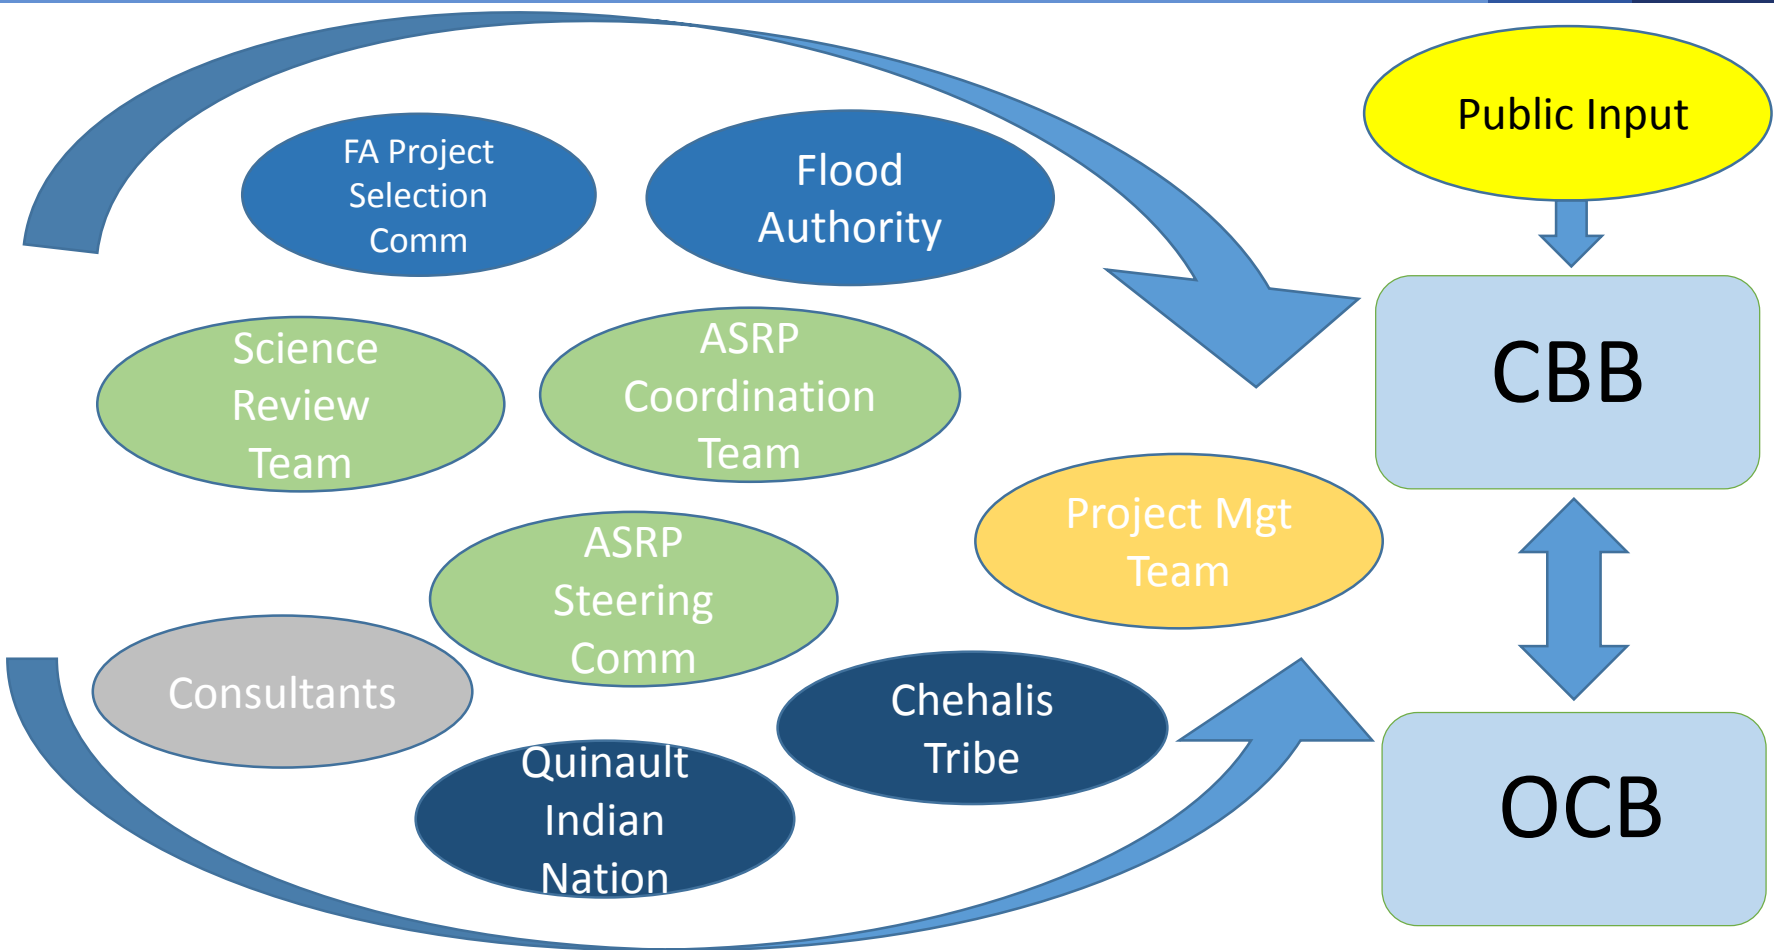 FA Project
Selection
Comm
Flood
Authority
Public Input
Science
Review
Team
ASRP
Coordination
Team
CBB
Project Mgt
Team
ASRP
Steering
Comm
Consultants
Chehalis
Tribe
Quinault
Indian
Nation
OCB